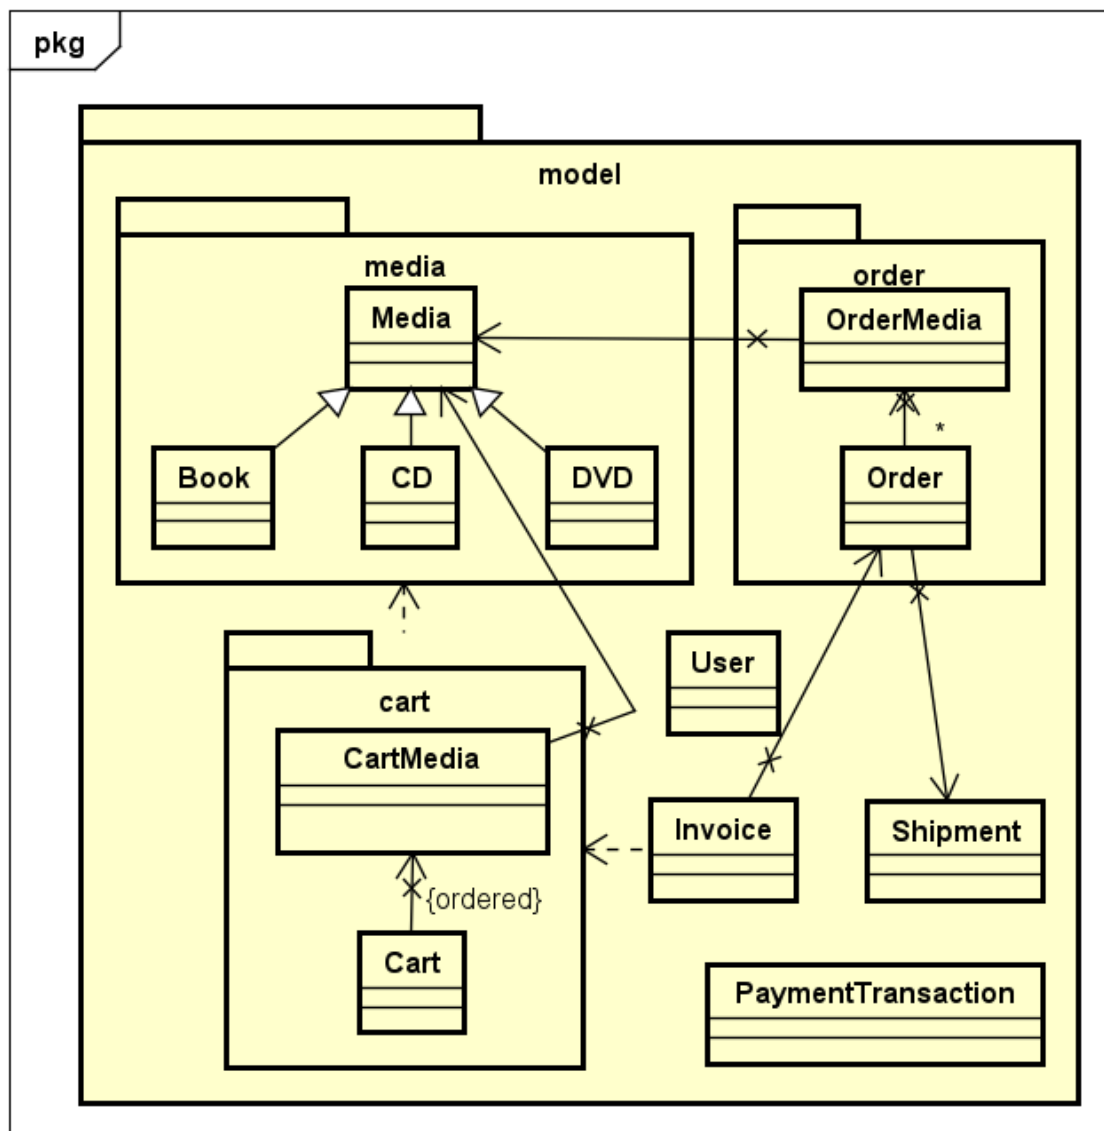 pkg
model
media
order
Media
OrderMedia
*
Book
CD
DVD
Order
User
cart
CartMedia
Invoice
Shipment
{ordered}
Cart
PaymentTransaction